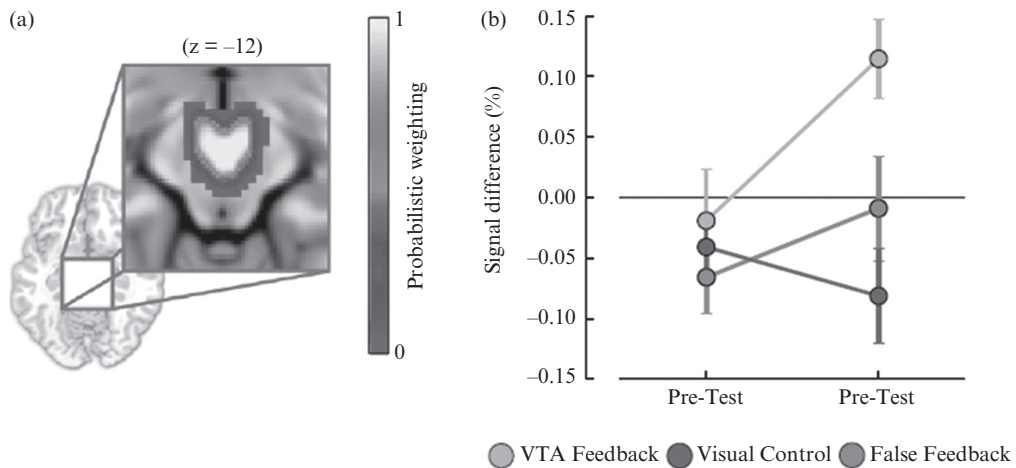 (a)
(z = –12)
1
Probabilistic weighting
0
(b)
0.15
0.10
0.05
0.00
–0.05
–0.10
–0.15
Signal difference (%)
Pre-Test Pre-Test
VTA Feedback Visual Control False Feedback